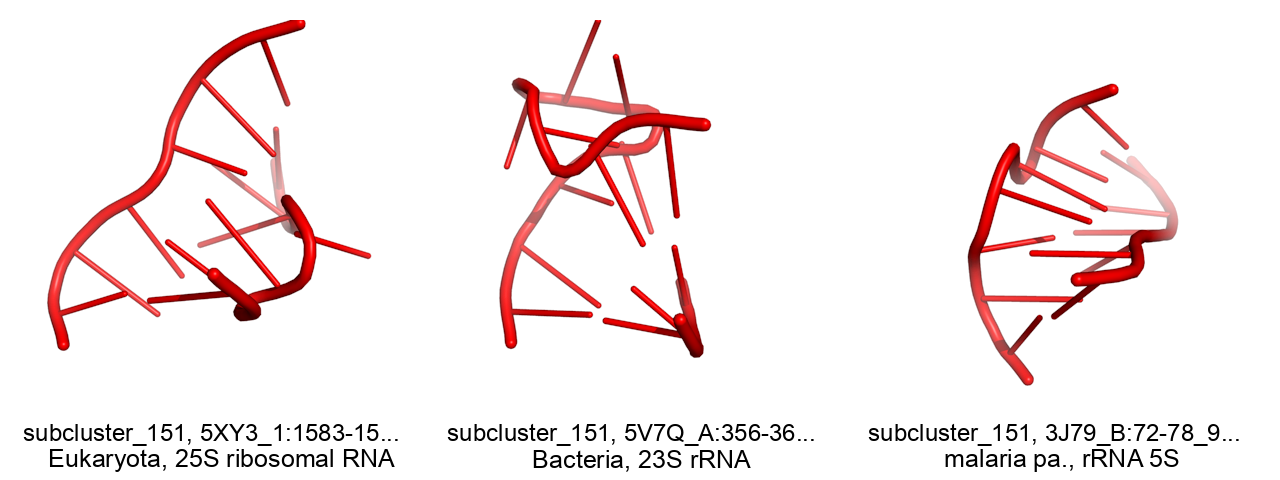 subcluster_151, 5XY3_1:1583-15...
Eukaryota, 25S ribosomal RNA
subcluster_151, 5V7Q_A:356-36...
Bacteria, 23S rRNA
subcluster_151, 3J79_B:72-78_9...
malaria pa., rRNA 5S